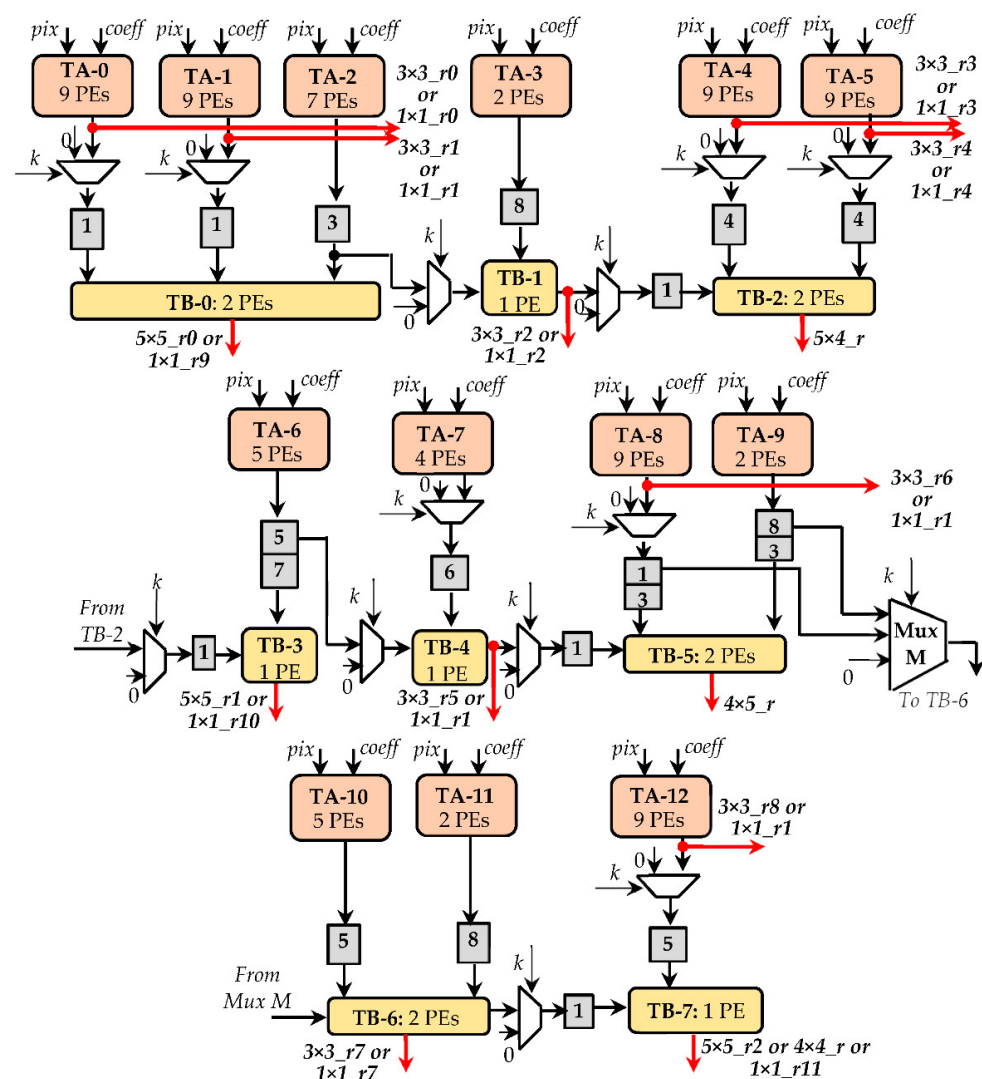 pix coeff pix coeff pix coeff pix coeff pix coeff pix coeff
TA-0
9 PEs
TA-1
9 PEs
TA-2
7 PEs
3×3_r0
or
1×1_r0
3×3_r1
or
1×1_r1
TA-3
2 PEs
TA-4
9 PEs
TA-5
9 PEs
3×3_r3
or
1×1_r3
3×3_r4
or
1×1_r4
0
k
0
k
0
k
0
k
1
1
3
8
4
4
k
0
TB-0: 2 PEs
TB-1
1 PE
k
0
1
TB-2: 2 PEs
5×5_r0 or
1×1_r9
3×3_r2 or
1×1_r2
5×4_r
pix coeff pix coeff pix coeff pix coeff
TA-6
5 PEs
TA-7
4 PEs
TA-8
9 PEs
TA-9
2 PEs
3×3_r6
or
1×1_r1
0
k
0
k
5
7
6
1
3
8
3
From
TB-2
k
0
1
TB-3
1 PE
k
0
TB-4
1 PE
k
0
1
TB-5: 2 PEs
k
Mux
M
0
To TB-6
5×5_r1 or
1×1_r10
3×3_r5 or
1×1_r1
4×5_r
pix coeff pix coeff pix coeff
TA-10
5 PEs
TA-11
2 PEs
TA-12
9 PEs
3×3_r8 or
1×1_r1
0
k
5
8
5
From
Mux M
TB-6: 2 PEs
k
0
1
TB-7: 1 PE
3×3_r7 or
1×1_r7
5×5_r2 or 4×4_r or
1×1_r11